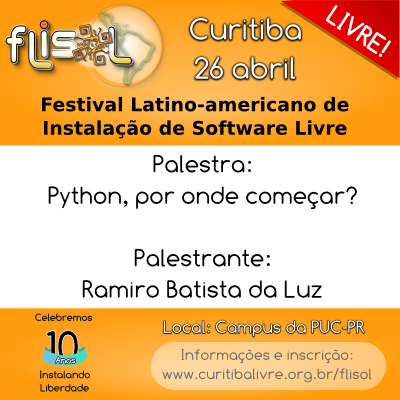 flisol
Curitiba
26 abril
LIVRE!
Festival Latino-americano de
Instalação de Software Livre
Palestra:
Python, por onde começar?
Palestrante:
Ramiro Batista da Luz
Celebremos
10
Anos
Instalando
Liberdade
Local: Campus da PUC-PR
Informações e inscrição:
www.curitibalivre.org.br/flisol